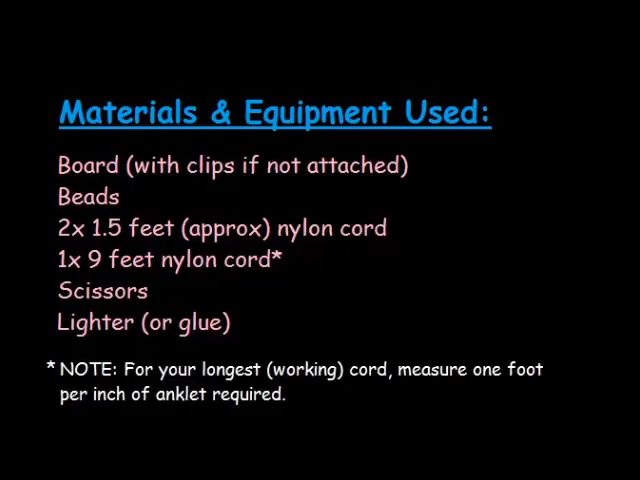 Materials & Equipment Used:
Board (with clips if not attached)
Beads
2x 1.5 feet (approx) nylon cord
1x 9 feet nylon cord*
Scissors
Lighter (or glue)
* NOTE: For your longest (working) cord, measure one foot
per inch of anklet required.